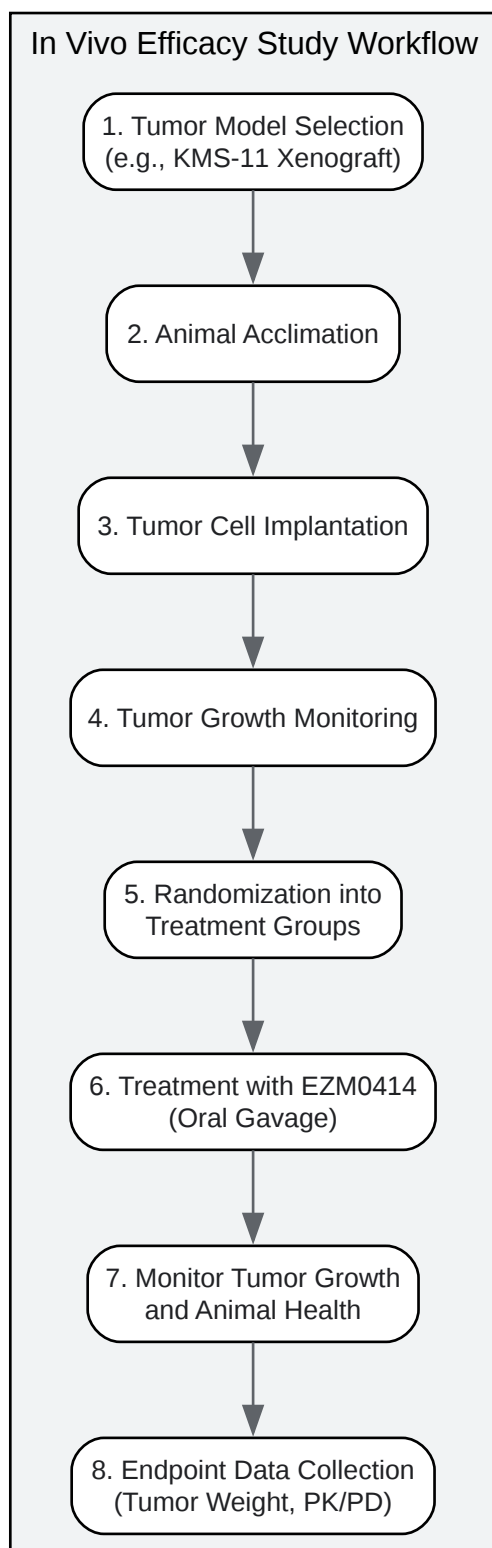 In Vivo Efficacy Study Workflow
1. Tumor Model Selection
(e.g., KMS-11 Xenograft)
2. Animal Acclimation
3. Tumor Cell Implantation
4. Tumor Growth Monitoring
5. Randomization into
Treatment Groups
6. Treatment with EZM0414
(Oral Gavage)
7. Monitor Tumor Growth
and Animal Health
8. Endpoint Data Collection
(Tumor Weight, PK/PD)